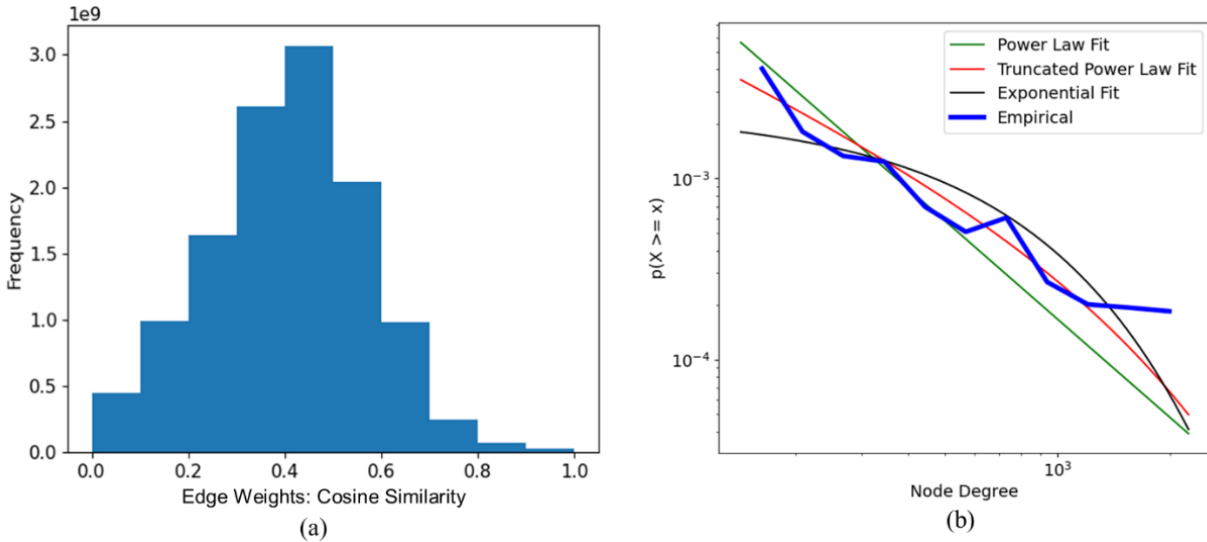 1e9
3.0
2.5
2.0
1.5
1.0
0.5
0.0
Frequency
0.0 0.2 0.4 0.6 0.8 1.0
Edge Weights: Cosine Similarity
(a)
Power Law Fit
Truncated Power Law Fit
Exponential Fit
Empirical
10⁻³
10⁻⁴
p(X >= x)
10³
Node Degree
(b)